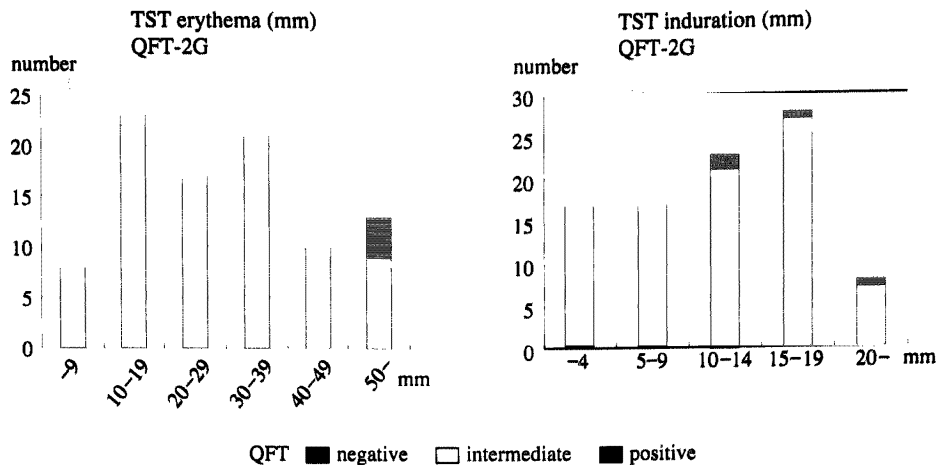 TST erythema (mm)
QFT-2G
number
25
20
15
10
5
0
–9
10–19
20–29
30–39
40–49
50–
mm
TST induration (mm)
QFT-2G
number
30
25
20
15
10
5
0
–4
5–9
10–14
15–19
20–
mm
QFT negative intermediate positive